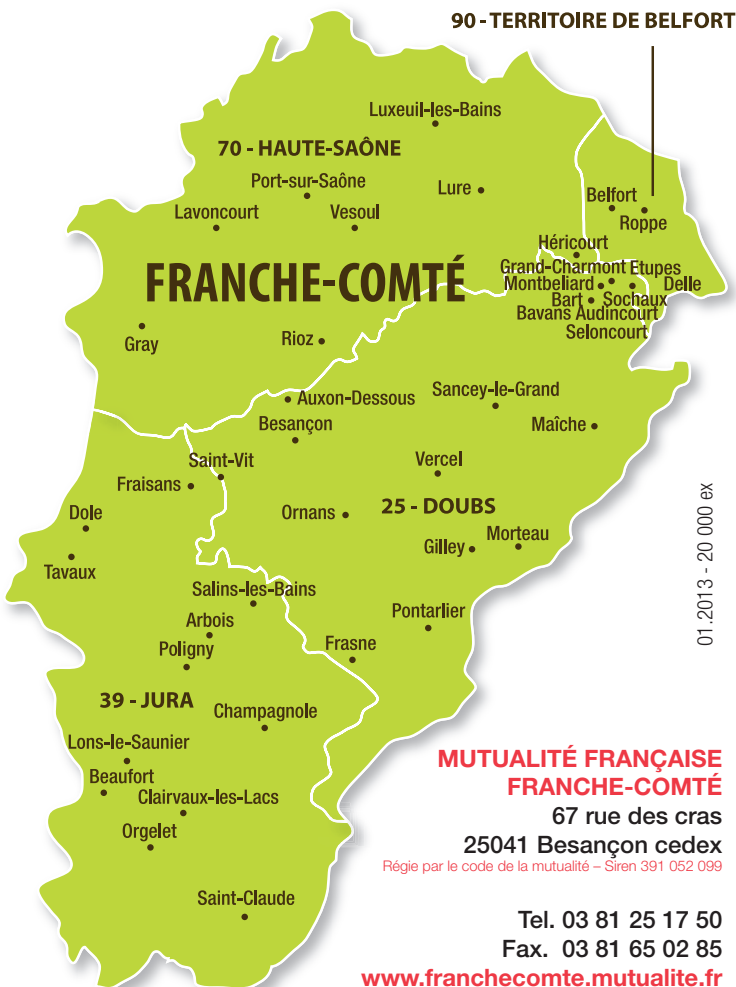 90 - TERRITOIRE DE BELFORT
Luxeuil-les-Bains
70 - HAUTE-SAÔNE
Port-sur-Saône
Lure
Belfort
Lavoncourt
Vesoul
Roppe
Héricourt
FRANCHE-COMTÉ
Grand-Charmont Etupes
Montbeliard
Delle
Bart
Sochaux
Bavans Audincourt
Seloncourt
Gray
Rioz
Sancey-le-Grand
Auxon-Dessous
Besançon
Maîche
Saint-Vit
Vercel
Fraisans
Dole
Ornans
25 - DOUBS
Gilley
Morteau
Tavaux
Salins-les-Bains
Arbois
Pontarlier
Poligny
Frasne
39 - JURA
Champagnole
Lons-le-Saunier
Beaufort
Clairvaux-les-Lacs
Orgelet
Saint-Claude
01.2013 - 20 000 ex
MUTUALITÉ FRANÇAISE
FRANCHE-COMTÉ
67 rue des cras
25041 Besançon cedex
Régie par le code de la mutualité – Siren 391 052 099
Tel. 03 81 25 17 50
Fax. 03 81 65 02 85
www.franchecomte.mutualite.fr